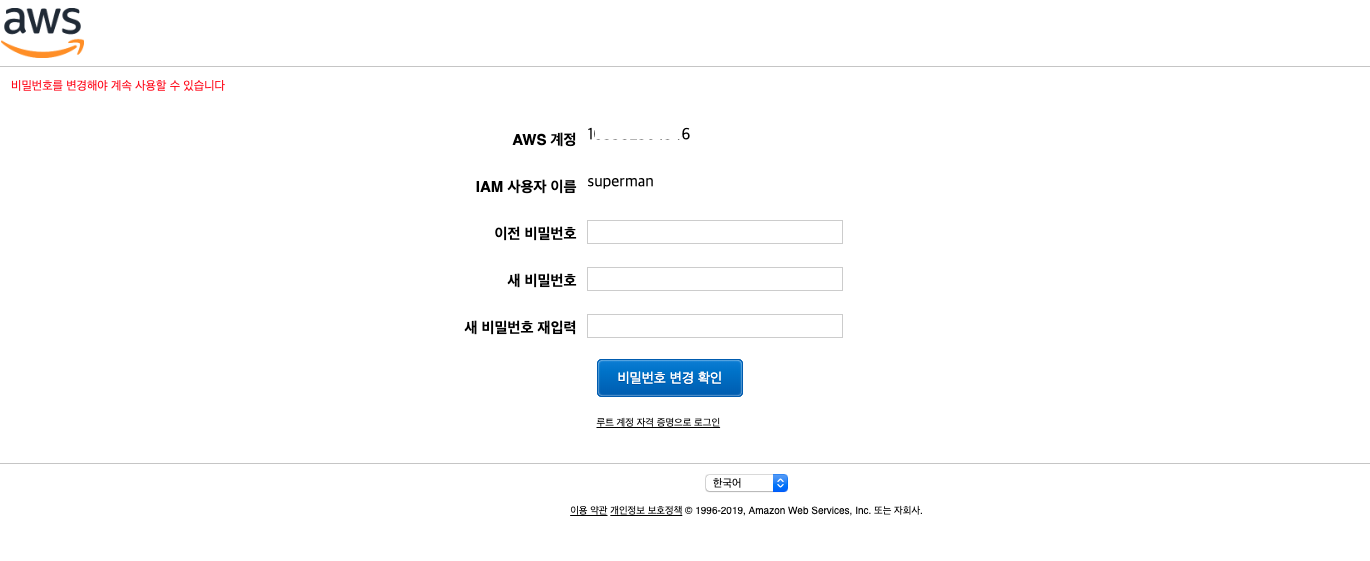 aws
비밀번호를 변경해야 계속 사용할 수 있습니다
AWS 계정
IAM 사용자 이름 superman
이전 비밀번호
새 비밀번호
새 비밀번호 재입력
비밀번호 변경 확인
루트 계정 자격 증명으로 로그인
한국어
이용 약관 개인정보 보호정책 © 1996-2019, Amazon Web Services, Inc. 또는 자회사.